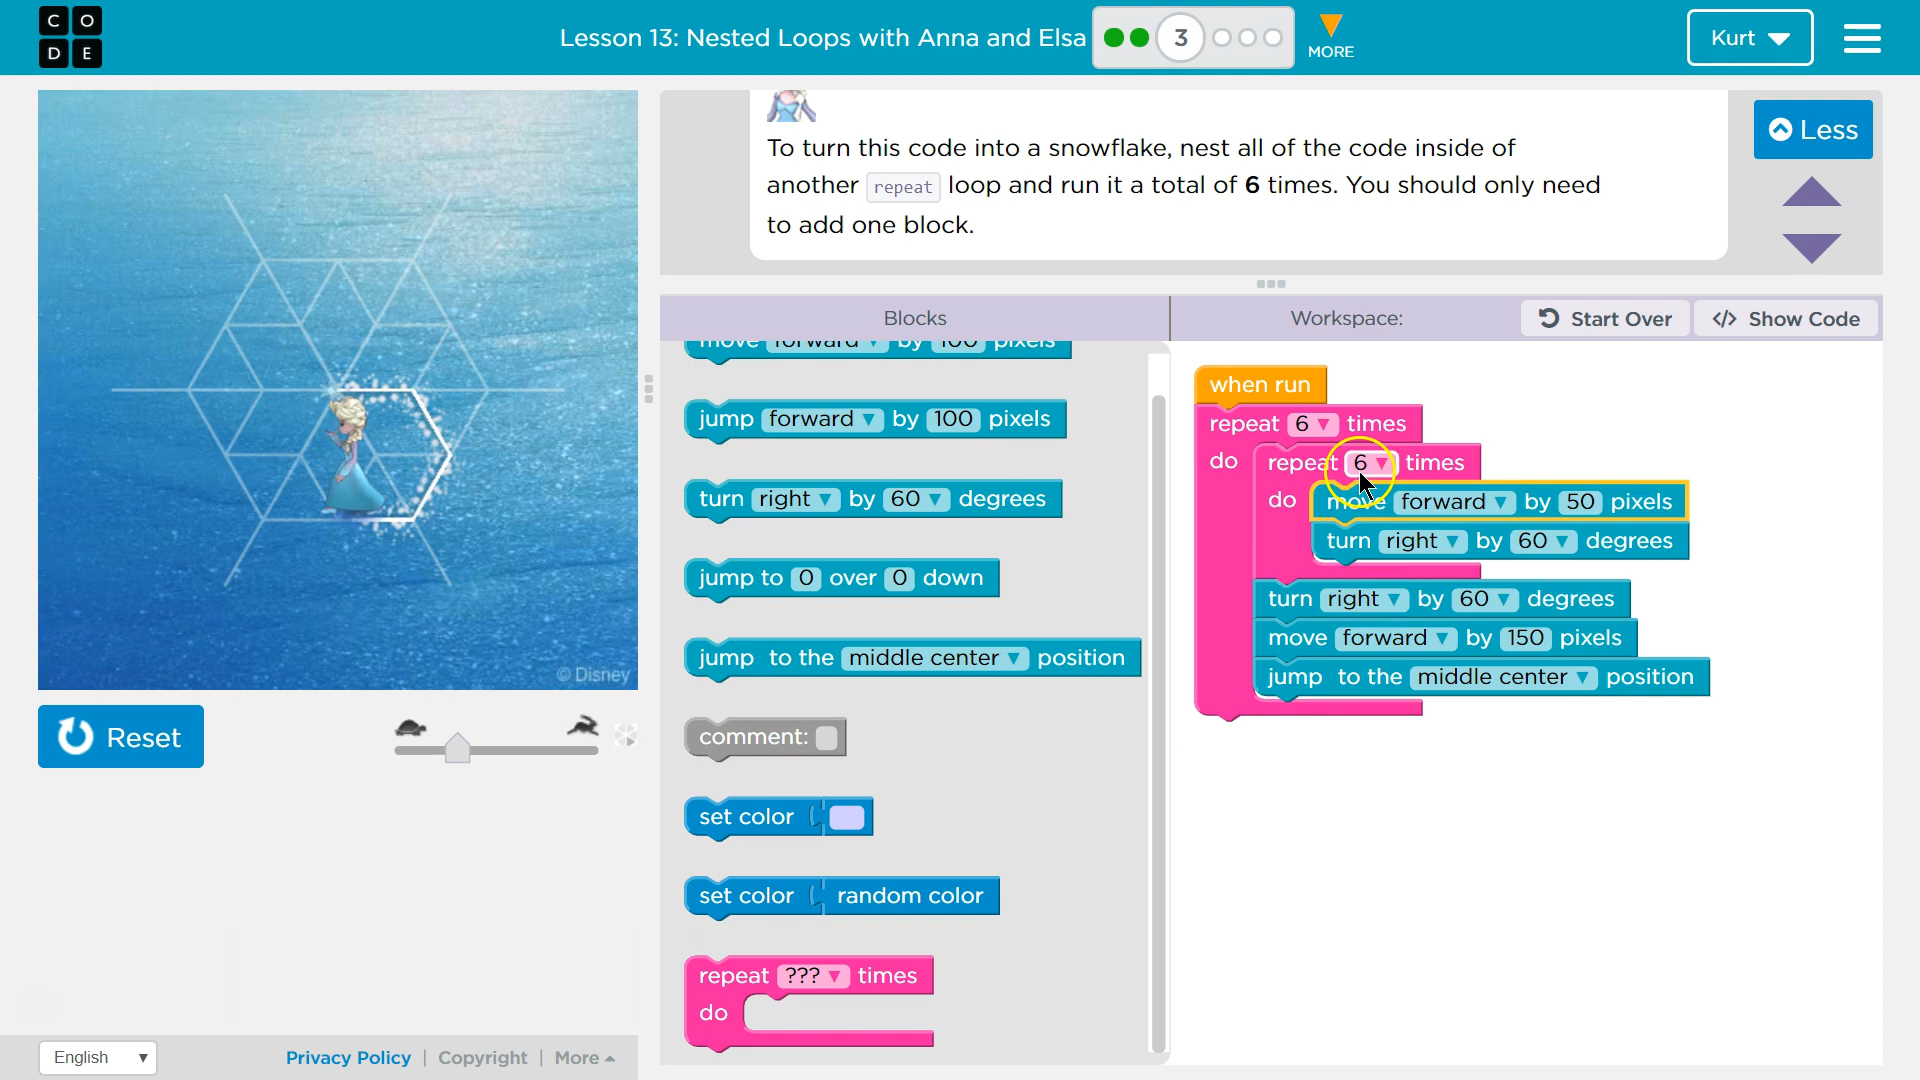 C O
D E
Lesson 13: Nested Loops with Anna and Elsa
3
MORE
Kurt
To turn this code into a snowflake, nest all of the code inside of
another repeat loop and run it a total of 6 times. You should only need
to add one block.
Less
Blocks
Workspace:
Start Over
</> Show Code
move forward by 100 pixels
jump forward by 100 pixels
turn right by 60 degrees
jump to 0 over 0 down
jump to the middle center position
comment:
set color
set color random color
repeat ??? times
do
when run
repeat 6 times
do repeat 6 times
do move forward by 50 pixels
turn right by 60 degrees
turn right by 60 degrees
move forward by 150 pixels
jump to the middle center position
© Disney
Reset
English
Privacy Policy | Copyright | More